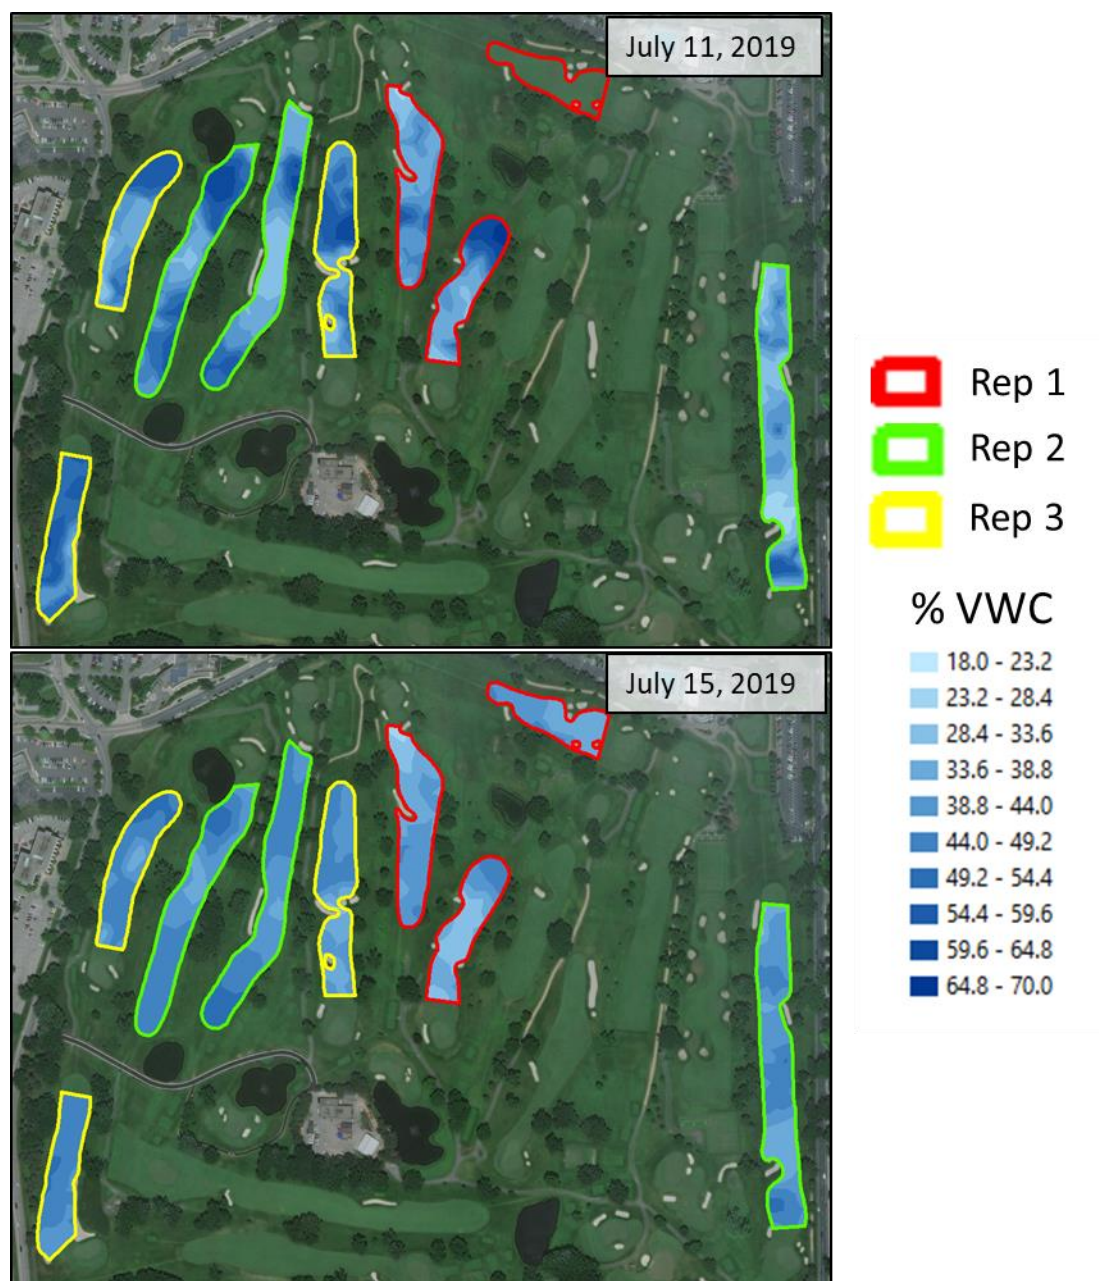 July 11, 2019
July 15, 2019
Rep 1
Rep 2
Rep 3
% VWC
18.0 - 23.2
23.2 - 28.4
28.4 - 33.6
33.6 - 38.8
38.8 - 44.0
44.0 - 49.2
49.2 - 54.4
54.4 - 59.6
59.6 - 64.8
64.8 - 70.0